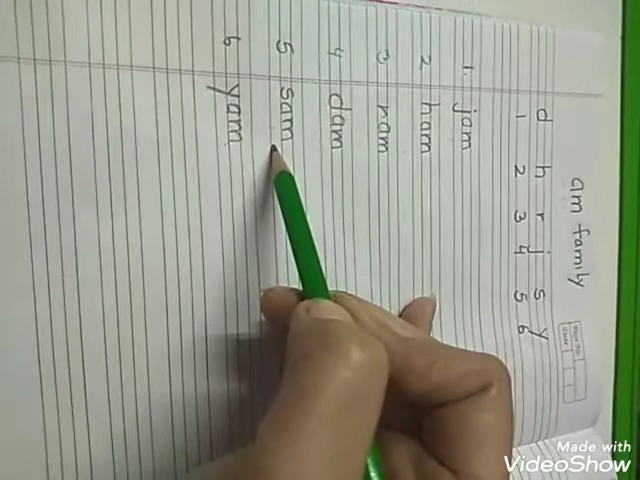 am family
d h r j s y
1 2 3 4 5 6
1. jam
2 ham
3 ram
4 dam
5 sam
6 yam
Made with
VideoShow